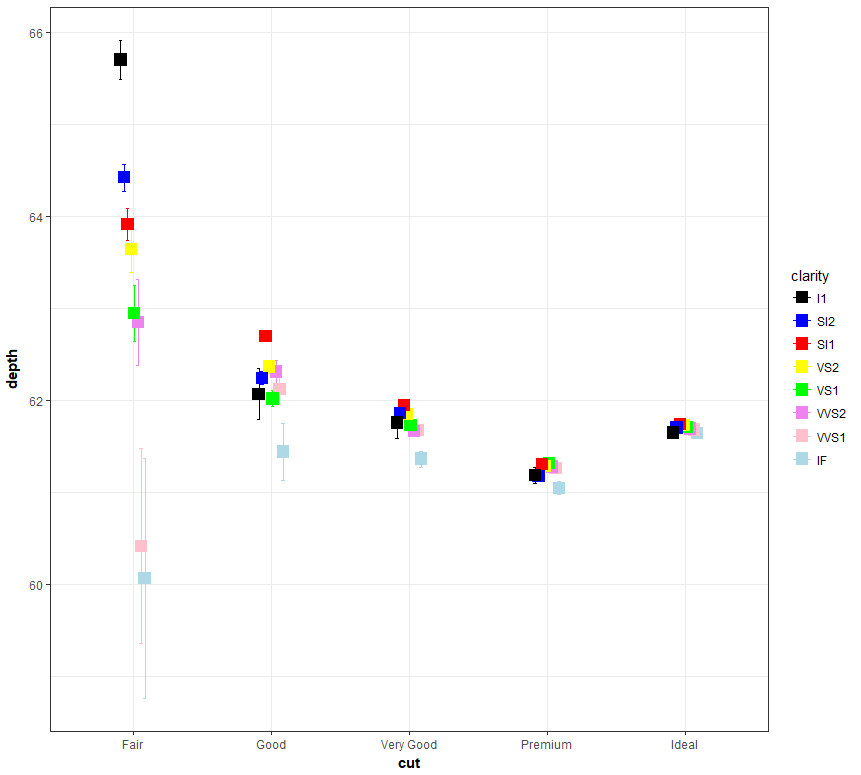 66
64
62
60
depth
Fair Good Very Good Premium Ideal
cut
clarity
I1
SI2
SI1
VS2
VS1
VVS2
VVS1
IF